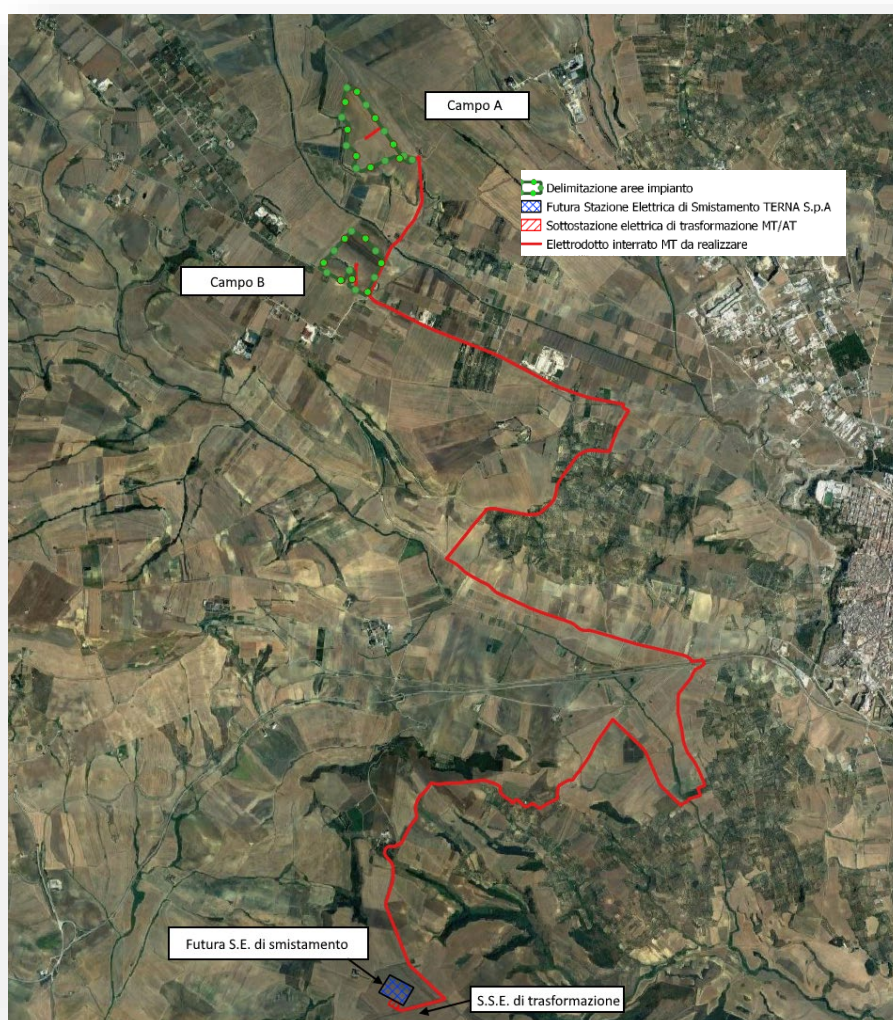 Campo A
Delimitazione aree impianto
Futura Stazione Elettrica di Smistamento TERNA S.p.A
Sottostazione elettrica di trasformazione MT/AT
Elettrodotto interrato MT da realizzare
Campo B
Futura S.E. di smistamento
S.S.E. di trasformazione